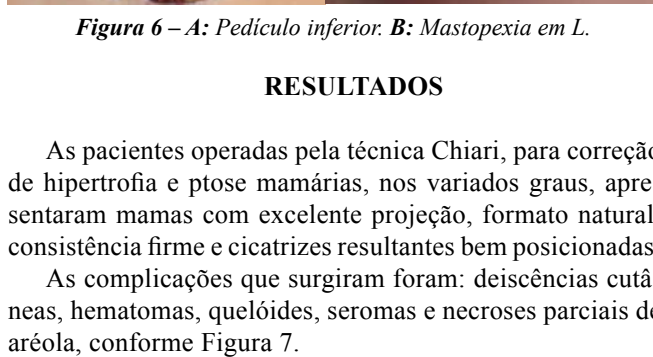 Figura 6 – A: Pedículo inferior. B: Mastopexia em L.
RESULTADOS
As pacientes operadas pela técnica Chiari, para correção
de hipertrofia e ptose mamárias, nos variados graus, apre
sentaram mamas com excelente projeção, formato natural
consistência firme e cicatrizes resultantes bem posicionadas
As complicações que surgiram foram: deiscências cutâ
neas, hematomas, quelóides, seromas e necroses parciais de
aréola, conforme Figura 7.